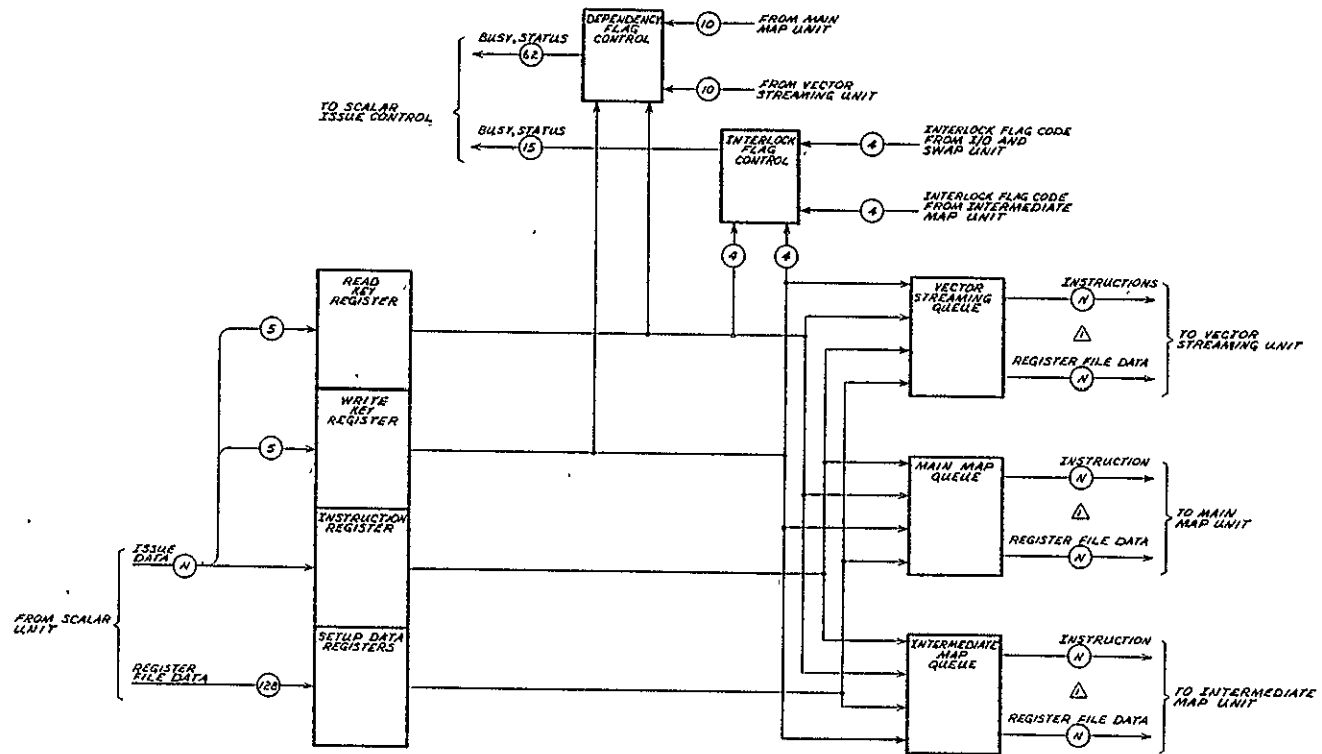 DEPENDENCY
FLAG
CONTROL
10
FROM MAIN
MAP UNIT
BUSY, STATUS
62
10
FROM VECTOR
STREAMING UNIT
TO SCALAR
ISSUE CONTROL
BUSY, STATUS
15
INTERLOCK
FLAG
CONTROL
4
INTERLOCK FLAG CODE
FROM I/O AND
SWAP UNIT
4
INTERLOCK FLAG CODE
FROM INTERMEDIATE
MAP UNIT
4
4
READ
KEY
REGISTER
5
VECTOR
STREAMING
QUEUE
INSTRUCTIONS
N
1
REGISTER FILE DATA
N
TO VECTOR
STREAMING UNIT
WRITE
KEY
REGISTER
5
MAIN MAP
QUEUE
INSTRUCTION
N
1
REGISTER FILE DATA
N
TO MAIN
MAP UNIT
INSTRUCTION
REGISTER
ISSUE
DATA
N
FROM SCALAR
UNIT
SETUP DATA
REGISTERS
REGISTER
FILE DATA
128
INTERMEDIATE
MAP
QUEUE
INSTRUCTION
N
1
REGISTER FILE DATA
N
TO INTERMEDIATE
MAP UNIT